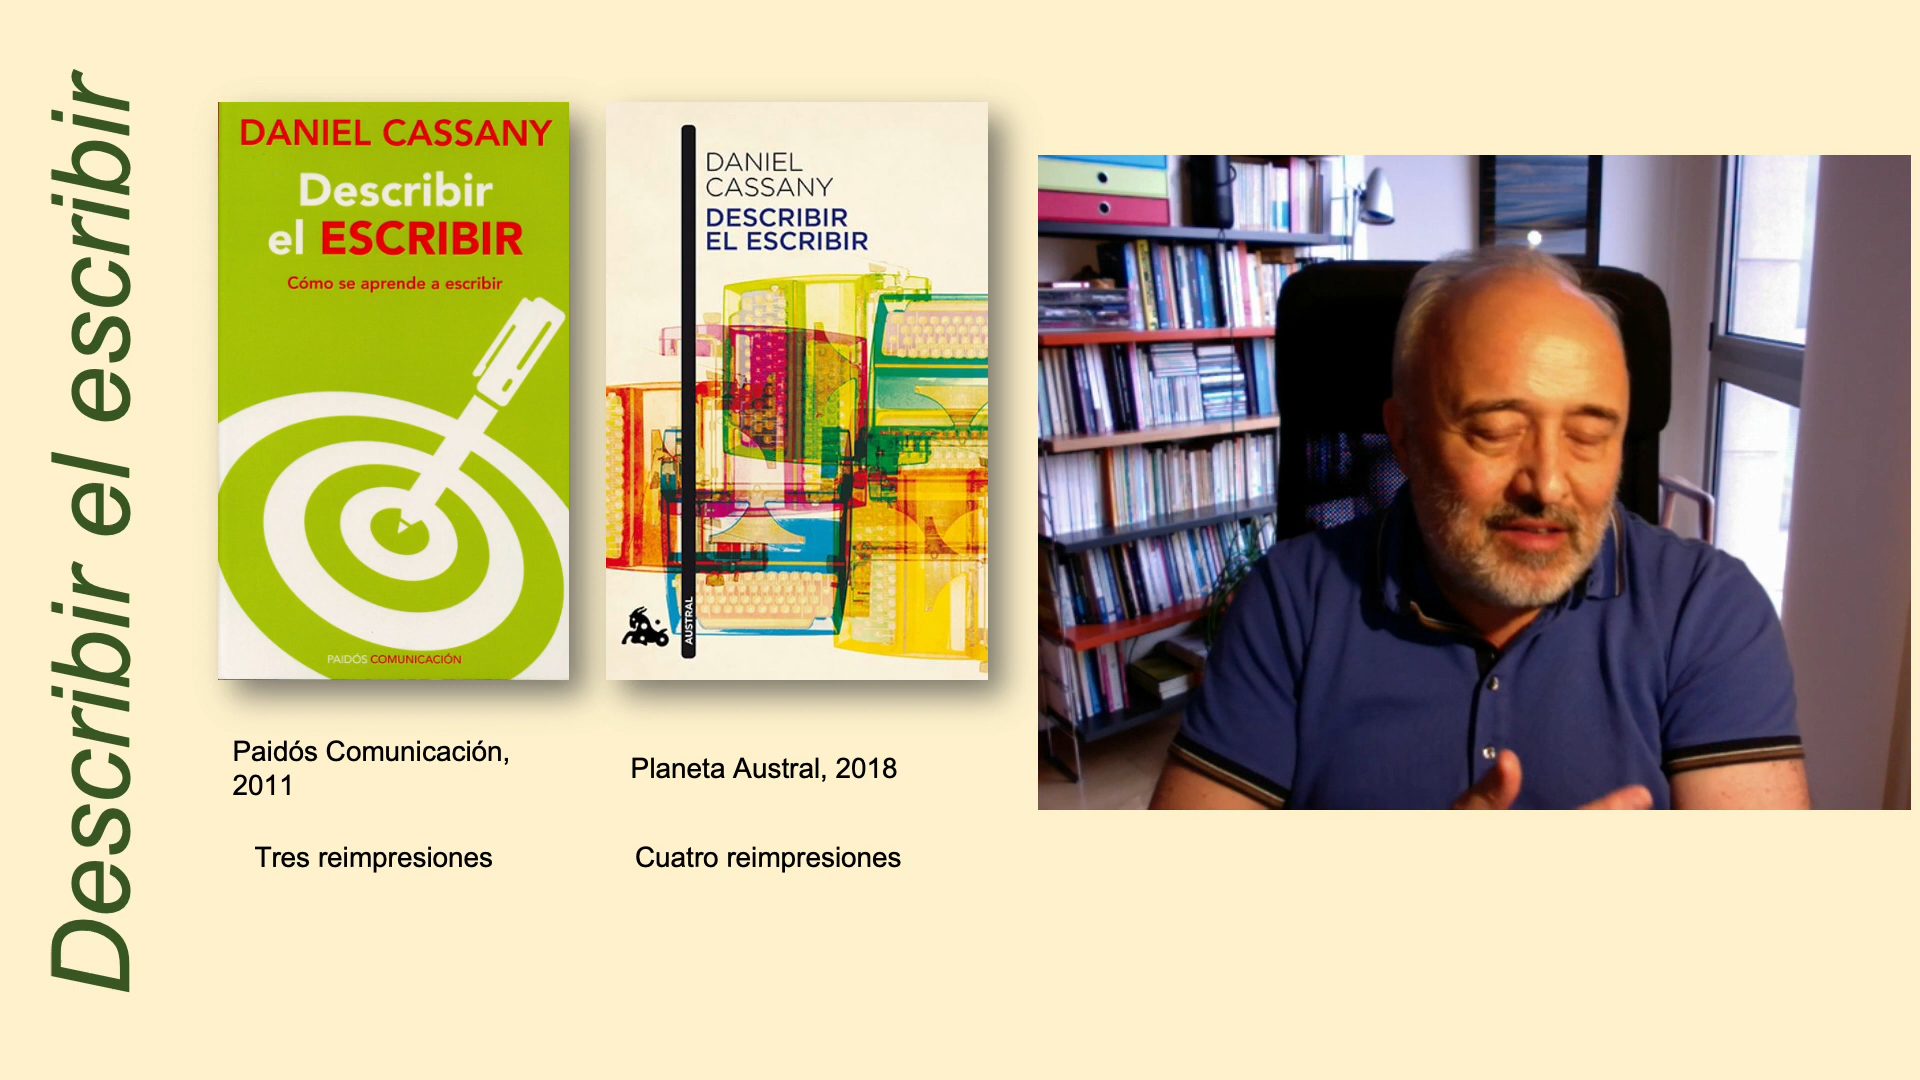 Describir el escribir
DANIEL CASSANY
Describir
el ESCRIBIR
Cómo se aprende a escribir
PAIDÓS COMUNICACIÓN
DANIEL
CASSANY
DESCRIBIR
EL ESCRIBIR
AUSTRAL
Paidós Comunicación,
2011
Tres reimpresiones
Planeta Austral, 2018
Cuatro reimpresiones